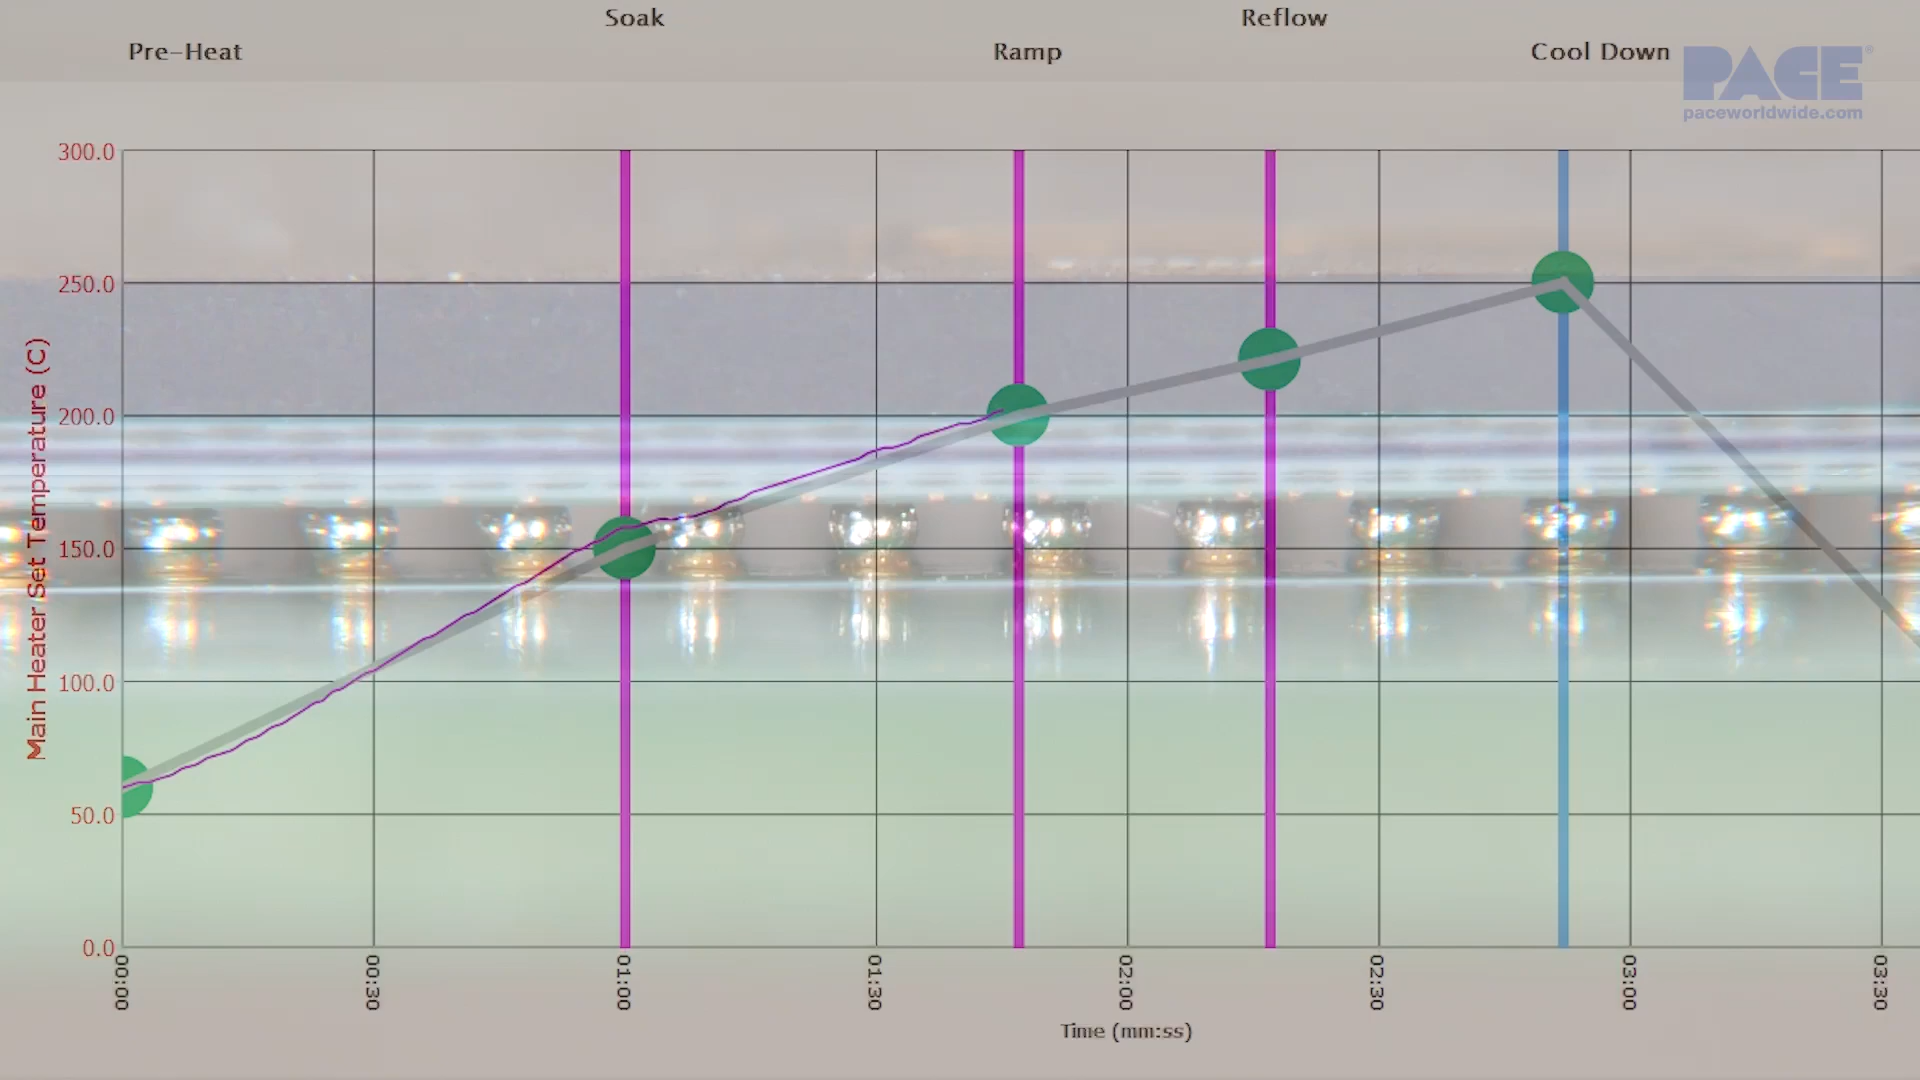 Soak
Reflow
Pre-Heat
Ramp
Cool Down
PACE®
paceworldwide.com
300.0
250.0
200.0
150.0
100.0
50.0
0.0
Main Heater Set Temperature (C)
00:00
00:30
01:00
01:30
02:00
02:30
03:00
03:30
Time (mm:ss)